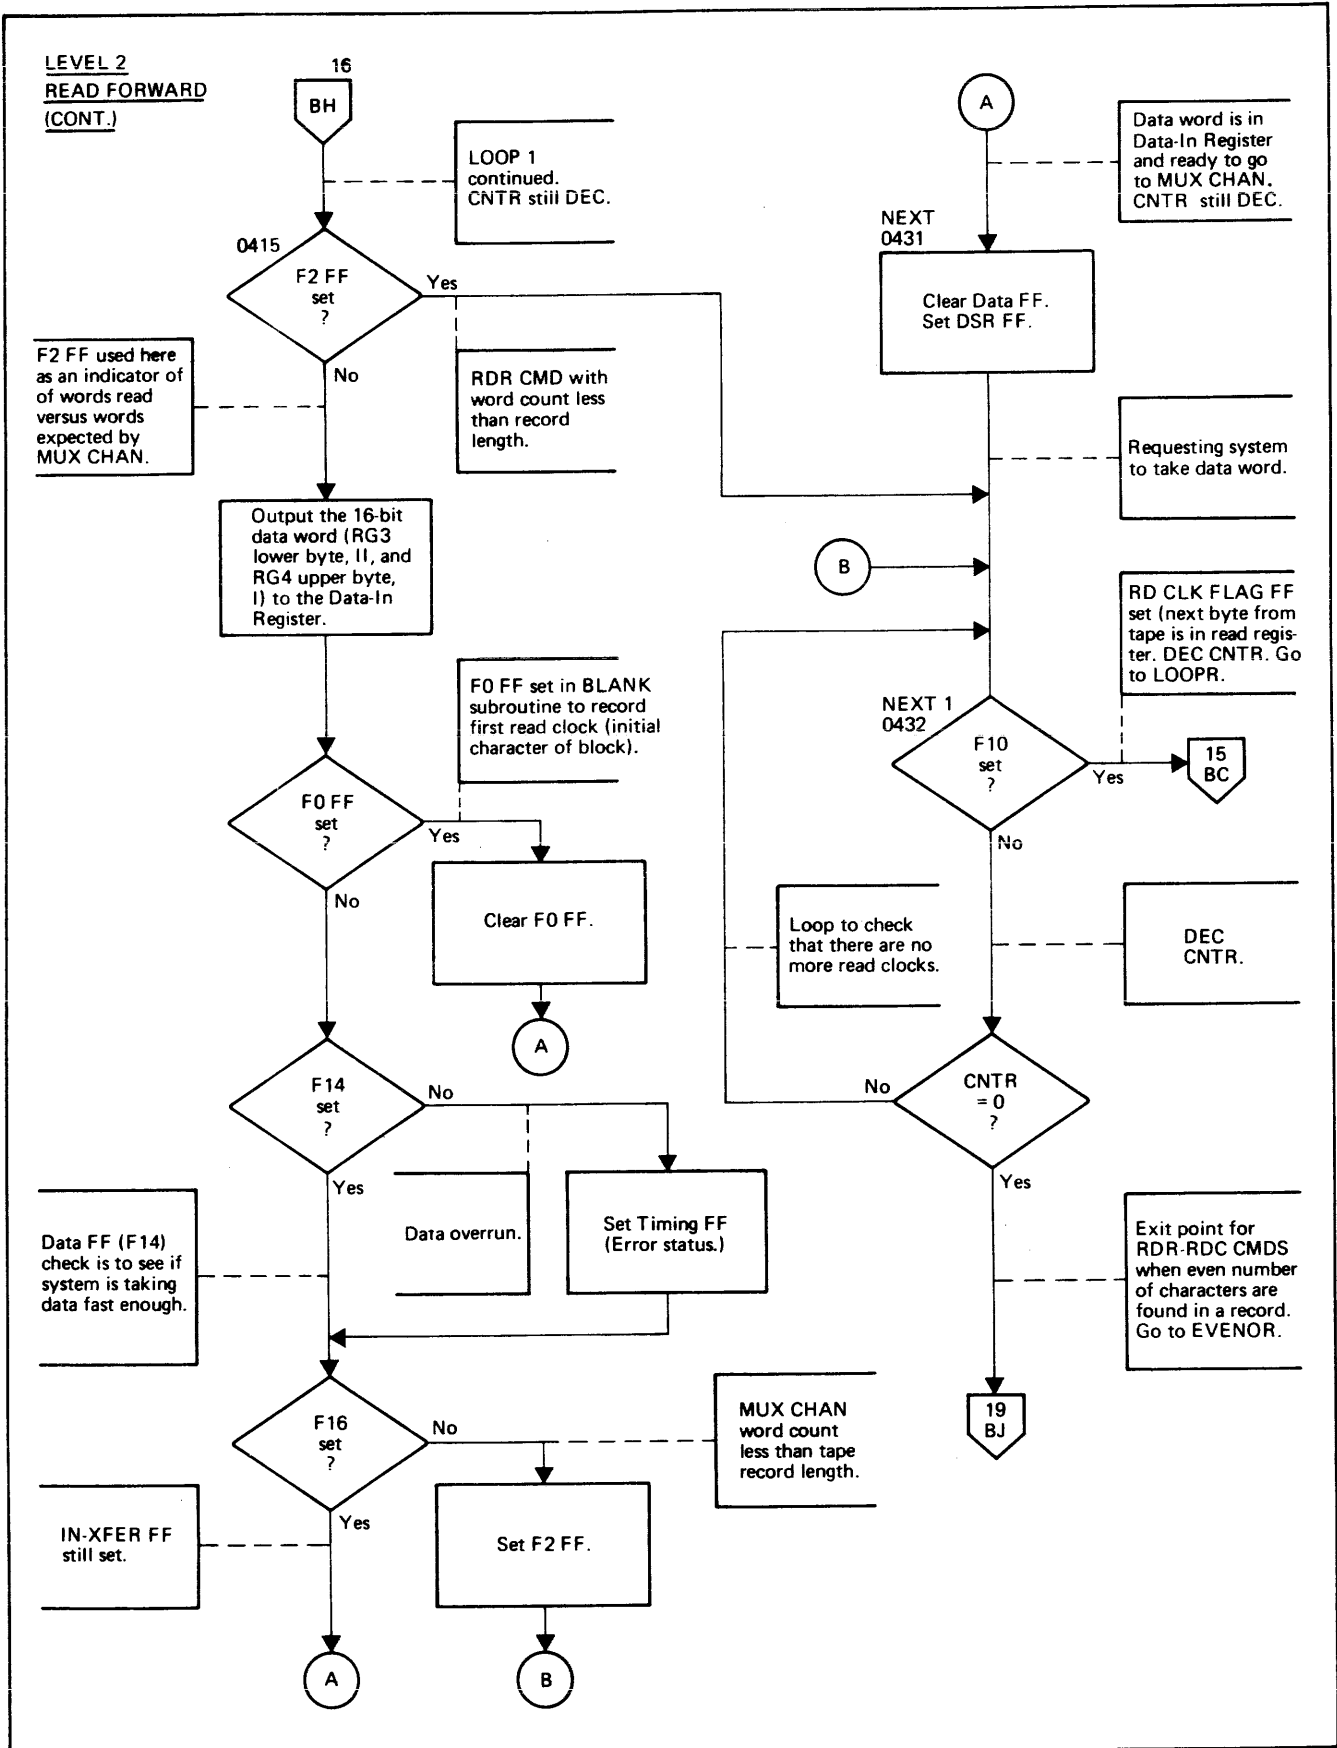 LEVEL 2
READ FORWARD
(CONT.)
16
BH
LOOP 1
continued.
CNTR still DEC.
0415
F2 FF
set
?
Yes
No
F2 FF used here
as an indicator of
of words read
versus words
expected by
MUX CHAN.
RDR CMD with
word count less
than record
length.
Output the 16-bit
data word (RG3
lower byte, II, and
RG4 upper byte,
I) to the Data-In
Register.
F0 FF set in BLANK
subroutine to record
first read clock (initial
character of block).
F0 FF
set
?
Yes
No
Clear F0 FF.
A
F14
set
?
No
Yes
Data overrun.
Set Timing FF
(Error status.)
Data FF (F14)
check is to see if
system is taking
data fast enough.
F16
set
?
No
Yes
MUX CHAN
word count
less than tape
record length.
IN-XFER FF
still set.
Set F2 FF.
A
B
A
Data word is in
Data-In Register
and ready to go
to MUX CHAN.
CNTR still DEC.
NEXT
0431
Clear Data FF.
Set DSR FF.
Requesting system
to take data word.
B
RD CLK FLAG FF
set (next byte from
tape is in read regis-
ter. DEC CNTR. Go
to LOOPR.
NEXT 1
0432
F10
set
?
Yes
15
BC
No
Loop to check
that there are no
more read clocks.
DEC
CNTR.
CNTR
= 0
?
No
Yes
Exit point for
RDR-RDC CMDS
when even number
of characters are
found in a record.
Go to EVENOR.
19
BJ